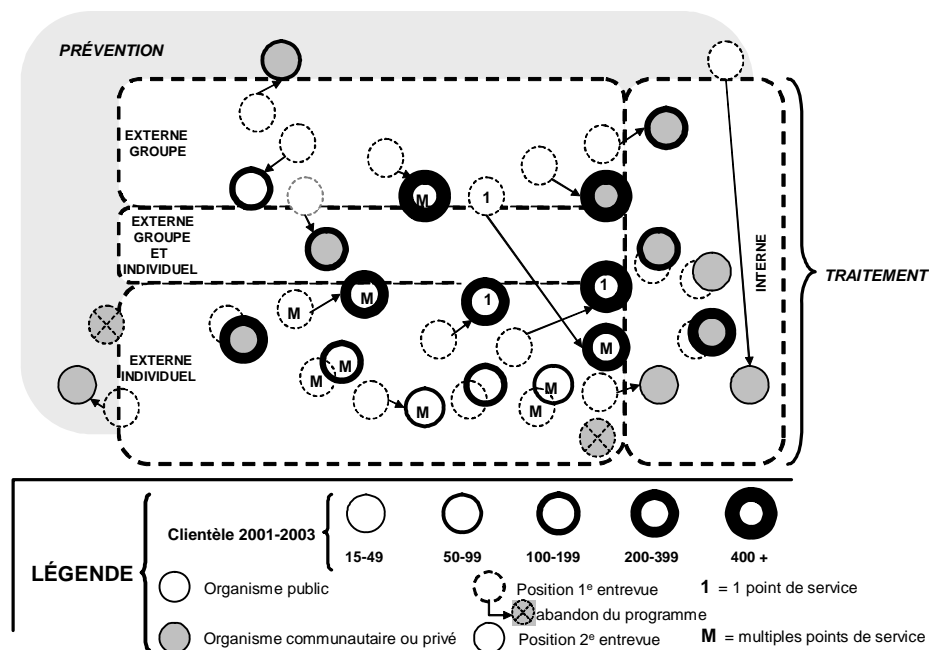 PRÉVENTION
EXTERNE
GROUPE
M
1
EXTERNE
GROUPE
ET
INDIVIDUEL
INTERNE
TRAITEMENT
M
M
1
1
EXTERNE
INDIVIDUEL
M
M
M
M
M
M
LÉGENDE
Clientèle 2001-2003
15-49
50-99
100-199
200-399
400 +
Organisme public
Position 1e entrevue
1 = 1 point de service
abandon du programme
Organisme communautaire ou privé
Position 2e entrevue
M = multiples points de service